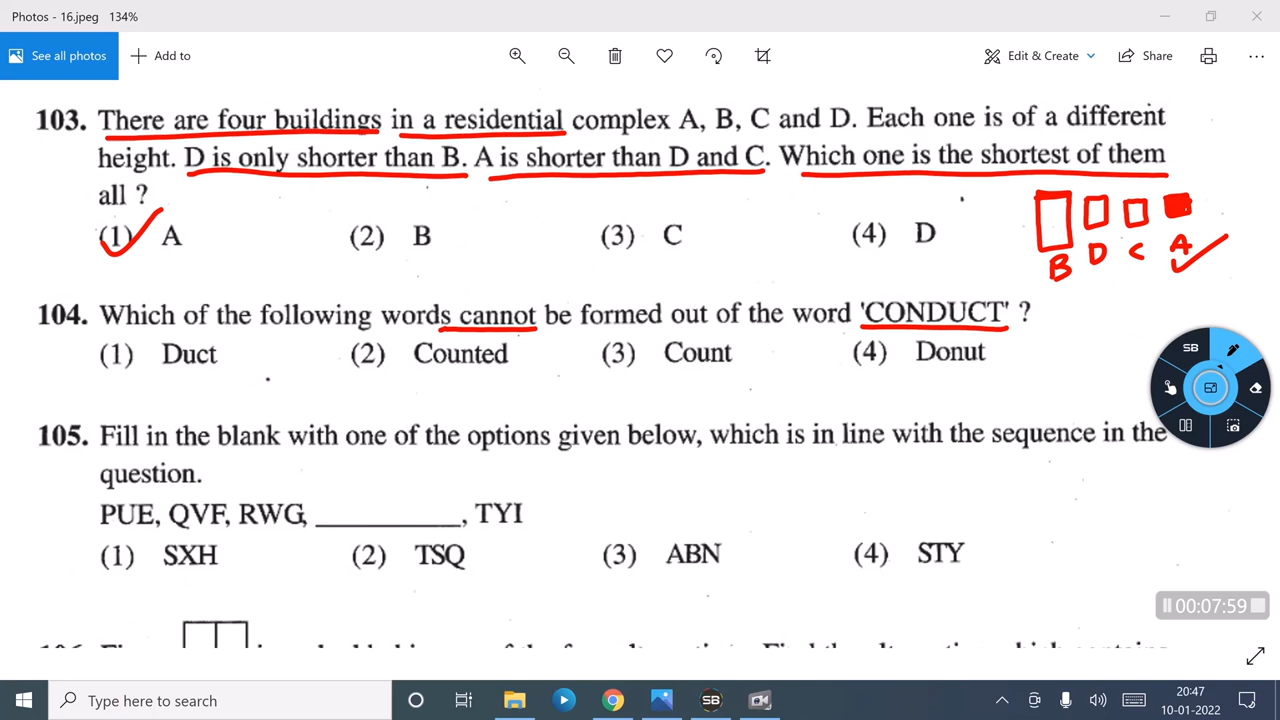 Photos - 16.jpeg 134%
See all photos
Add to
Edit & Create
Share
103. There are four buildings in a residential complex A, B, C and D. Each one is of a different
height. D is only shorter than B. A is shorter than D and C. Which one is the shortest of them
all ?
(1) A (2) B (3) C (4) D
B D C A
104. Which of the following words cannot be formed out of the word 'CONDUCT' ?
(1) Duct (2) Counted (3) Count (4) Donut
SB
105. Fill in the blank with one of the options given below, which is in line with the sequence in the
question.
PUE, QVF, RWG, __________, TYI
(1) SXH (2) TSQ (3) ABN (4) STY
00:07:59
Type here to search
SB
20:47
10-01-2022